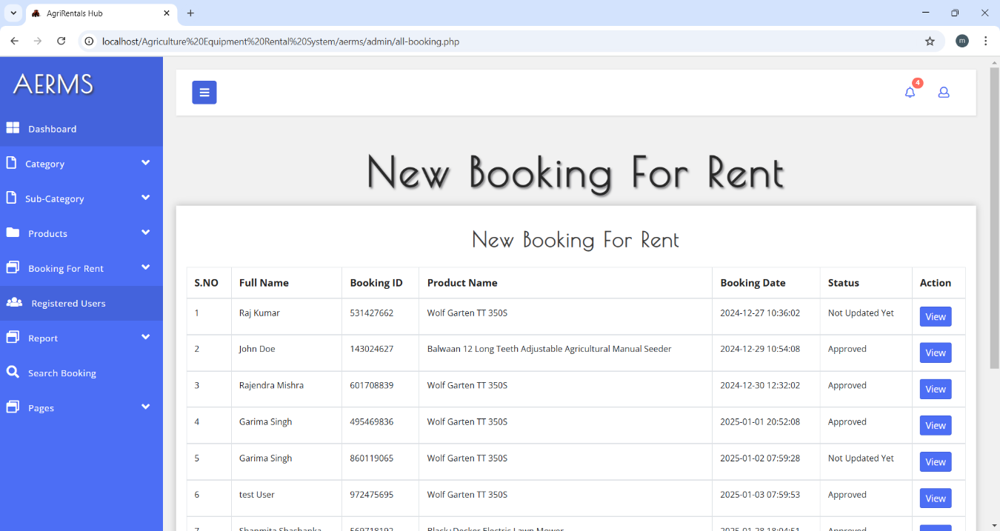 AgriRentals Hub
localhost/Agriculture%20Equipment%20Rental%20System/aerms/admin/all-booking.php
m
AERMS
4
Dashboard
Category
Sub-Category
Products
Booking For Rent
Registered Users
Report
Search Booking
Pages
New Booking For Rent
New Booking For Rent
S.NO Full Name Booking ID Product Name Booking Date Status Action
1 Raj Kumar 531427662 Wolf Garten TT 350S 2024-12-27 10:36:02 Not Updated Yet View
2 John Doe 143024627 Balwaan 12 Long Teeth Adjustable Agricultural Manual Seeder 2024-12-29 10:54:08 Approved View
3 Rajendra Mishra 601708839 Wolf Garten TT 350S 2024-12-30 12:32:02 Approved View
4 Garima Singh 495469836 Wolf Garten TT 350S 2025-01-01 20:52:08 Approved View
5 Garima Singh 860119065 Wolf Garten TT 350S 2025-01-02 07:59:28 Not Updated Yet View
6 test User 972475695 Wolf Garten TT 350S 2025-01-03 07:59:53 Approved View
7 Shanmita Shashanka 569718192 Black+Decker Electric Lawn Mower 2025-01-28 18:04:51 Approved